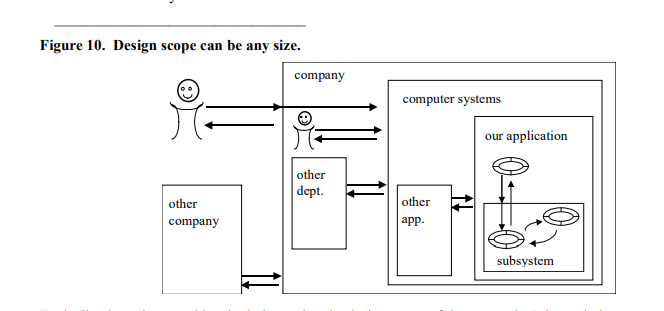 Figure 10. Design scope can be any size.
company
computer systems
our application
other
dept.
other
company
other
app.
subsystem